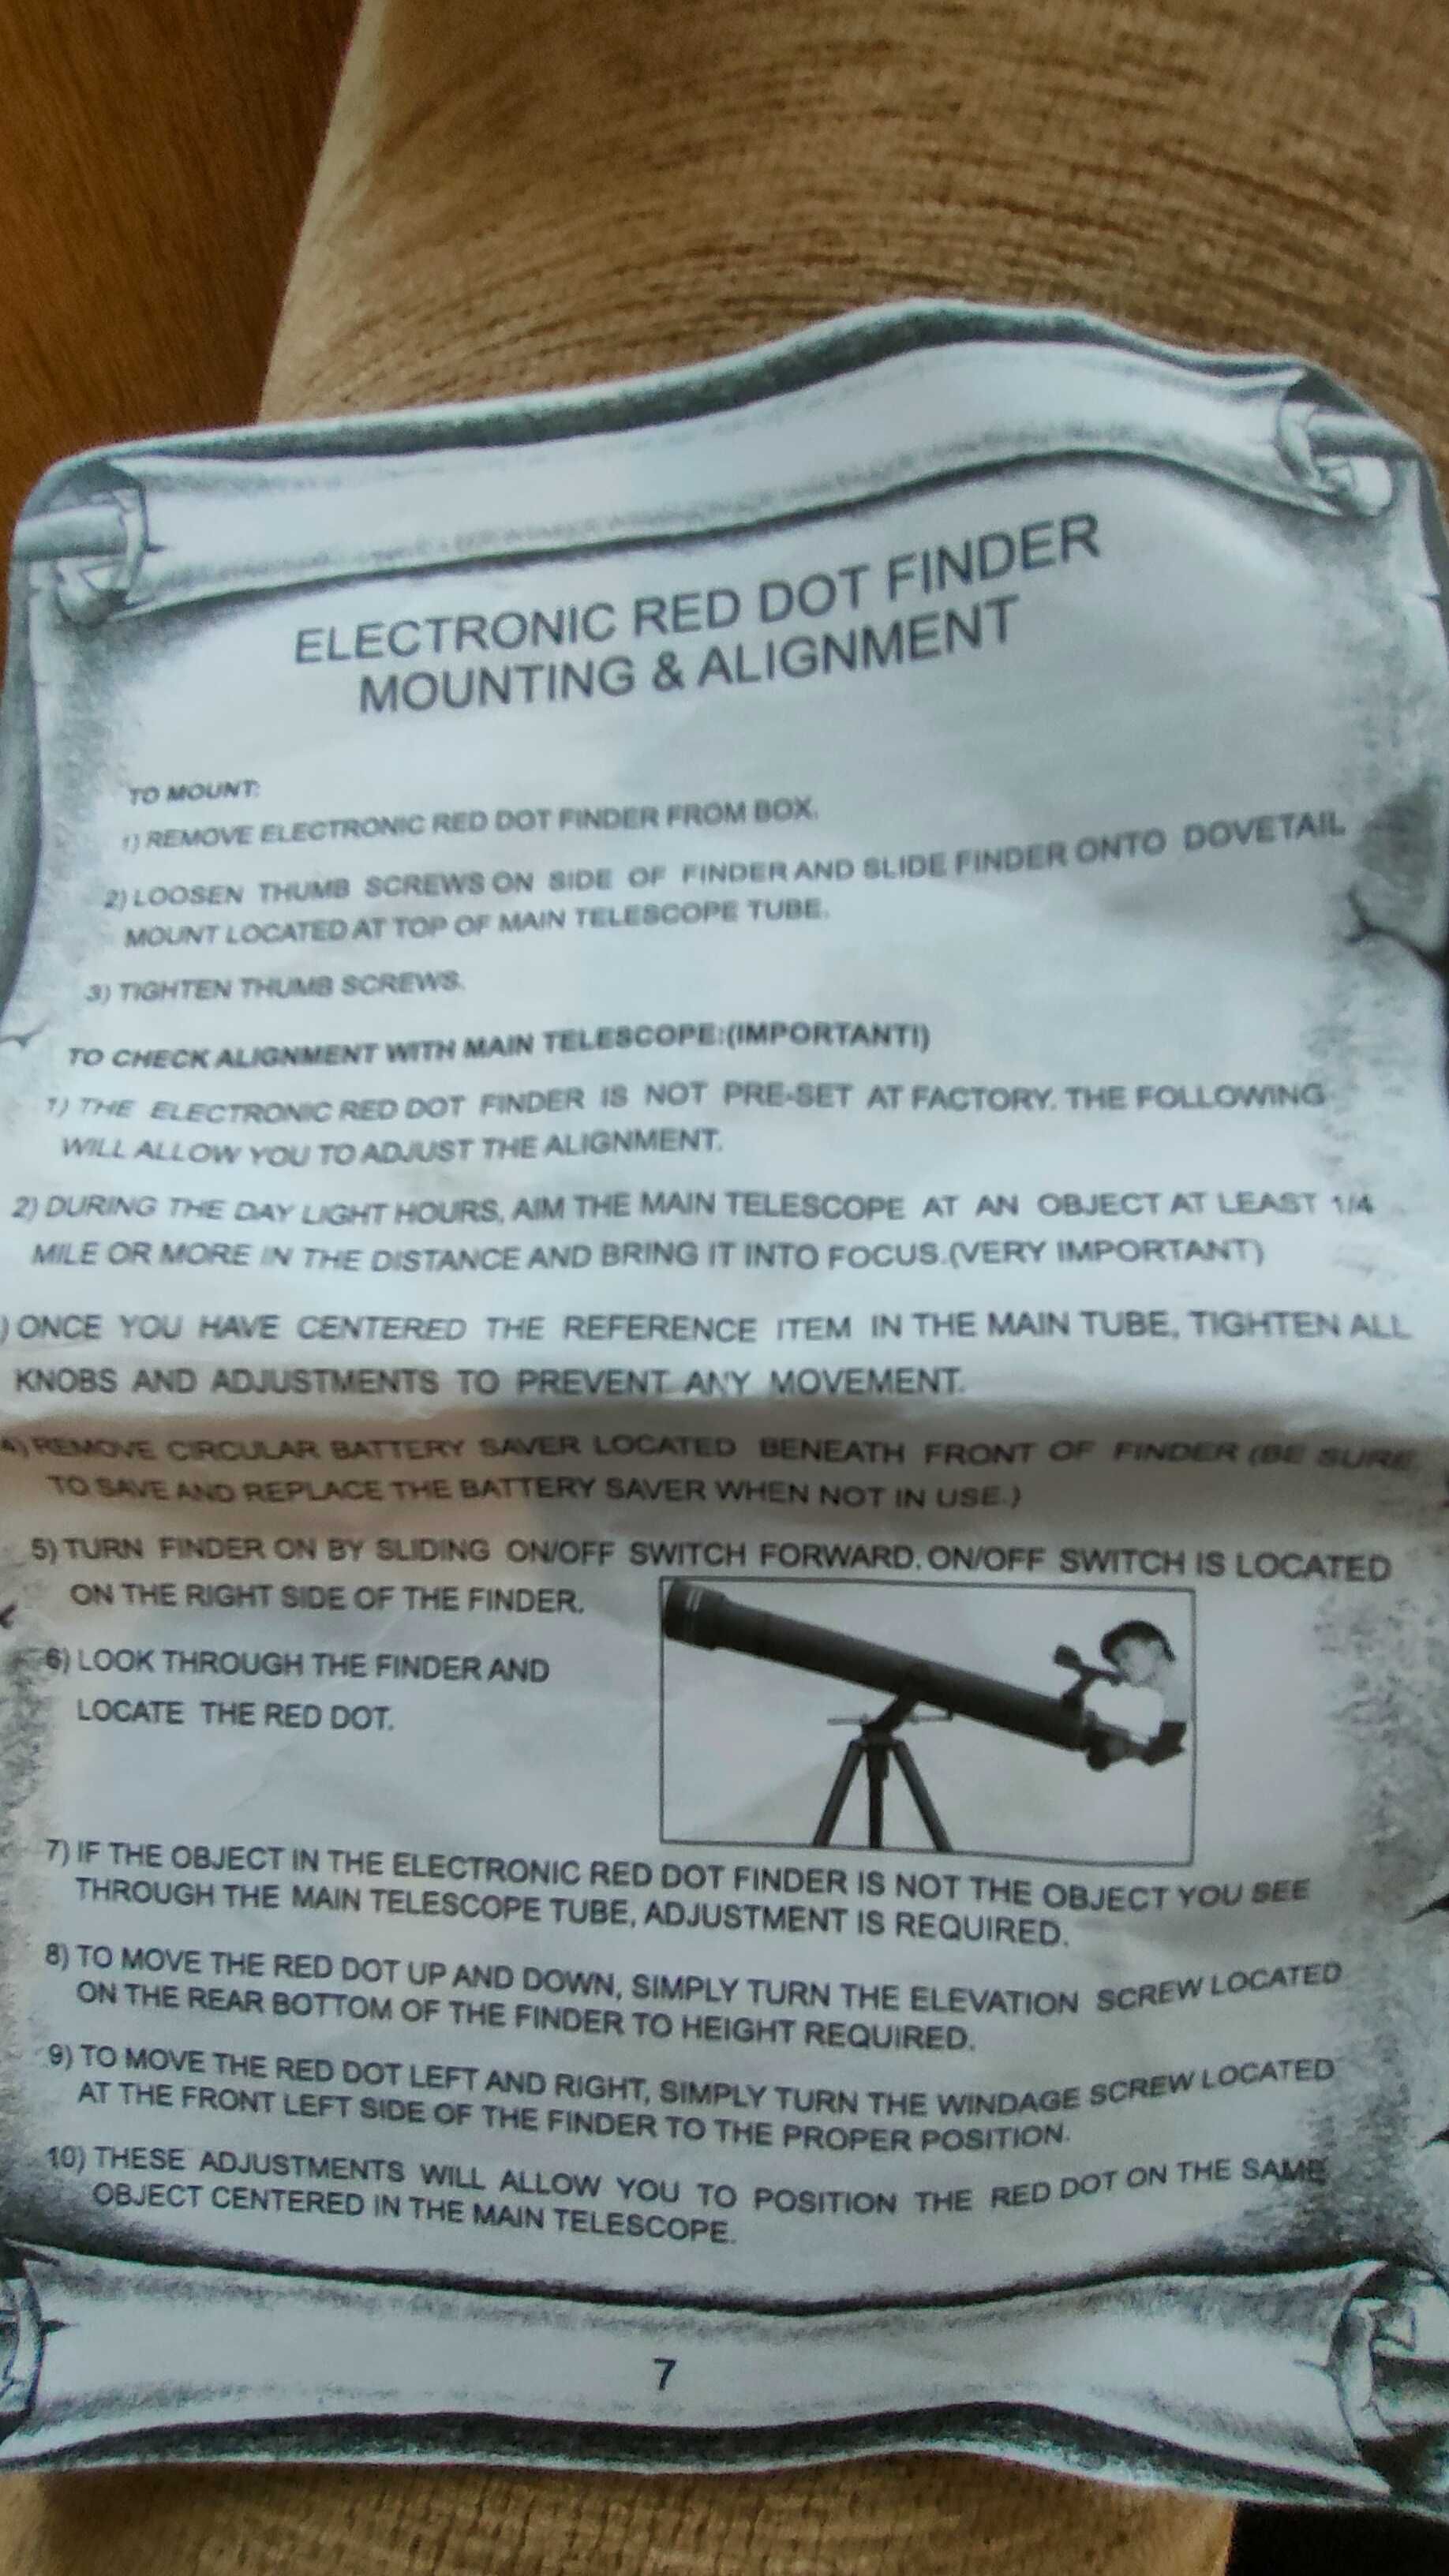 ELECTRONIC RED DOT FINDER
MOUNTING & ALIGNMENT
TO MOUNT:
1) REMOVE ELECTRONIC RED DOT FINDER FROM BOX.
2) LOOSEN THUMB SCREWS ON SIDE OF FINDER AND SLIDE FINDER ONTO DOVETAIL
MOUNT LOCATED AT TOP OF MAIN TELESCOPE TUBE.
3) TIGHTEN THUMB SCREWS.
TO CHECK ALIGNMENT WITH MAIN TELESCOPE:(IMPORTANT!)
1) THE ELECTRONIC RED DOT FINDER IS NOT PRE-SET AT FACTORY. THE FOLLOWING
WILL ALLOW YOU TO ADJUST THE ALIGNMENT.
2) DURING THE DAY LIGHT HOURS, AIM THE MAIN TELESCOPE AT AN OBJECT AT LEAST 1/4
MILE OR MORE IN THE DISTANCE AND BRING IT INTO FOCUS.(VERY IMPORTANT)
) ONCE YOU HAVE CENTERED THE REFERENCE ITEM IN THE MAIN TUBE, TIGHTEN ALL
KNOBS AND ADJUSTMENTS TO PREVENT ANY MOVEMENT.
4) REMOVE CIRCULAR BATTERY SAVER LOCATED BENEATH FRONT OF FINDER (BE SURE
TO SAVE AND REPLACE THE BATTERY SAVER WHEN NOT IN USE.)
5) TURN FINDER ON BY SLIDING ON/OFF SWITCH FORWARD. ON/OFF SWITCH IS LOCATED
ON THE RIGHT SIDE OF THE FINDER.
6) LOOK THROUGH THE FINDER AND
LOCATE THE RED DOT.
7) IF THE OBJECT IN THE ELECTRONIC RED DOT FINDER IS NOT THE OBJECT YOU SEE
THROUGH THE MAIN TELESCOPE TUBE, ADJUSTMENT IS REQUIRED.
8) TO MOVE THE RED DOT UP AND DOWN, SIMPLY TURN THE ELEVATION SCREW LOCATED
ON THE REAR BOTTOM OF THE FINDER TO HEIGHT REQUIRED.
9) TO MOVE THE RED DOT LEFT AND RIGHT, SIMPLY TURN THE WINDAGE SCREW LOCATED
AT THE FRONT LEFT SIDE OF THE FINDER TO THE PROPER POSITION.
10) THESE ADJUSTMENTS WILL ALLOW YOU TO POSITION THE RED DOT ON THE SAME
OBJECT CENTERED IN THE MAIN TELESCOPE.
7